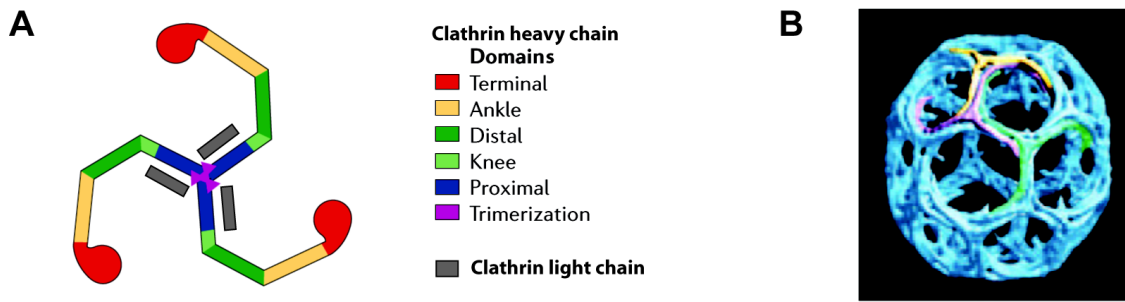 A
Clathrin heavy chain
Domains
Terminal
Ankle
Distal
Knee
Proximal
Trimerization
Clathrin light chain
B